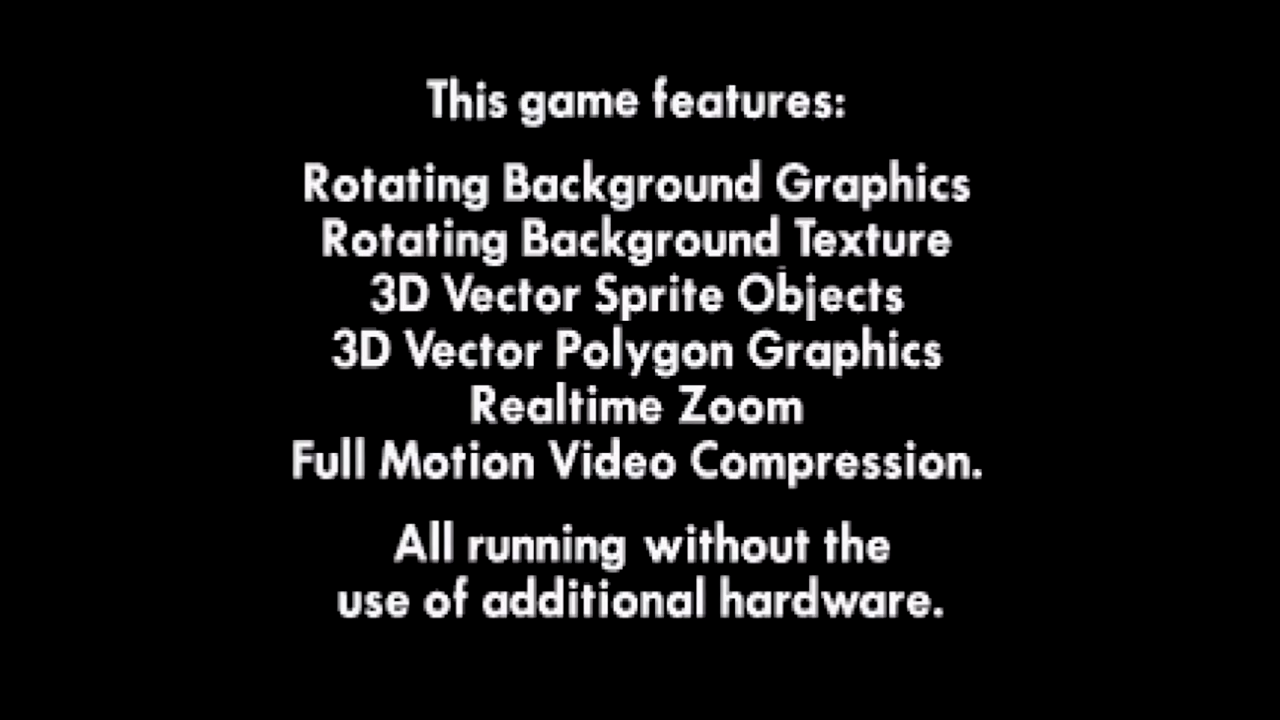 This game features:
Rotating Background Graphics
Rotating Background Texture
3D Vector Sprite Objects
3D Vector Polygon Graphics
Realtime Zoom
Full Motion Video Compression.
All running without the
use of additional hardware.